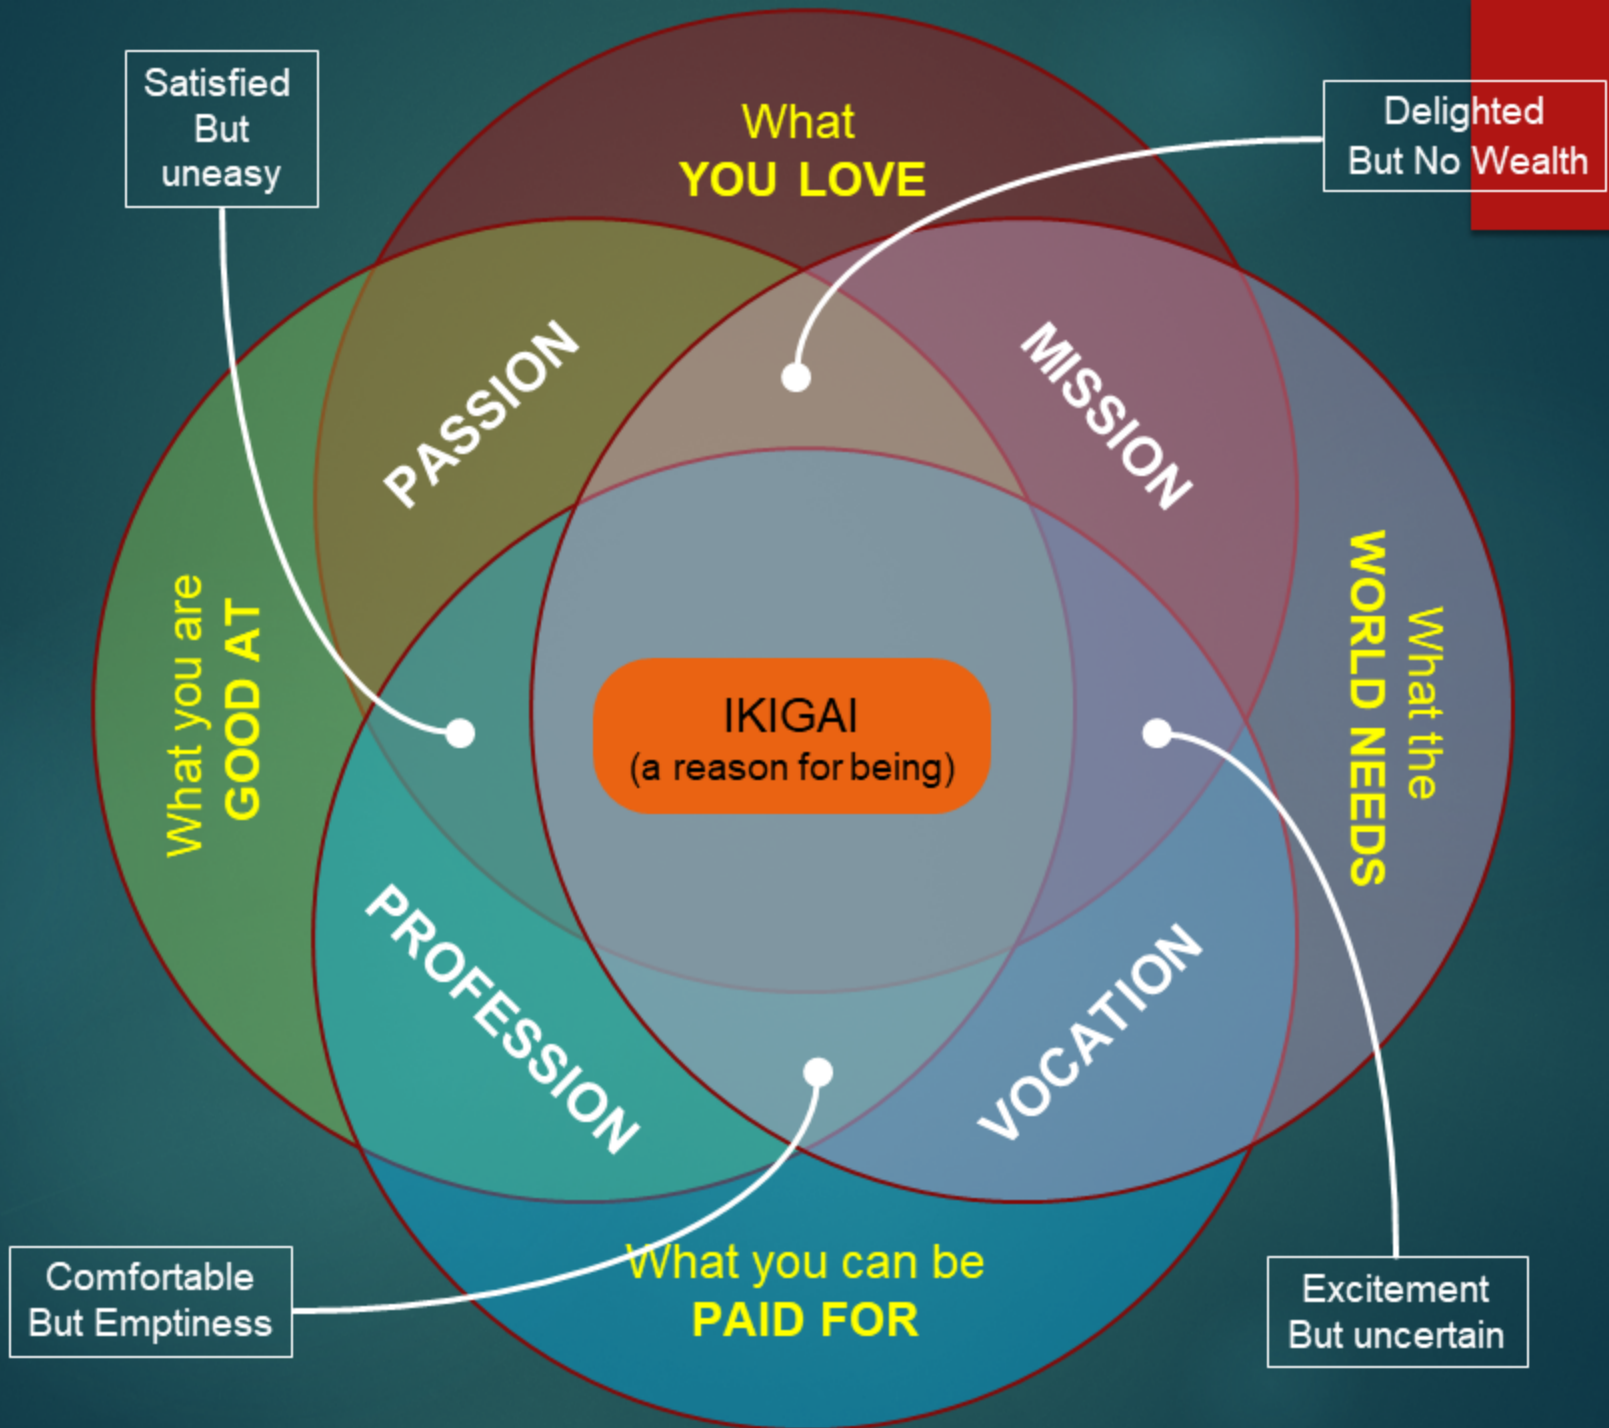 Satisfied
But
uneasy
What
YOU LOVE
Delighted
But No Wealth
PASSION
MISSION
What you are
GOOD AT
IKIGAI
(a reason for being)
What the
WORLD NEEDS
PROFESSION
VOCATION
Comfortable
But Emptiness
What you can be
PAID FOR
Excitement
But uncertain